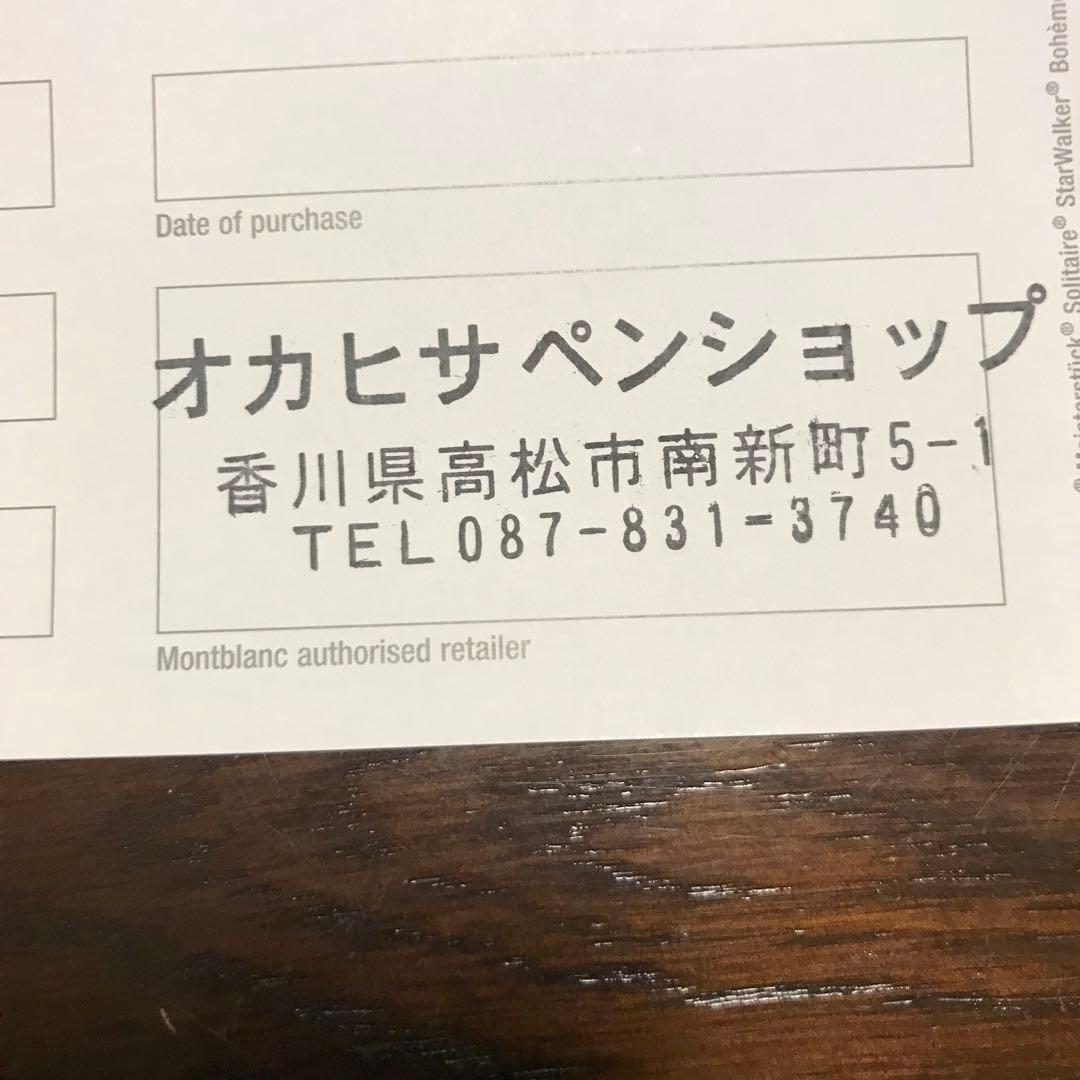 Date of purchase
オカヒサペンショップ
香川県高松市南新町5-1
TEL087-831-3740
Montblanc authorised retailer
Solitaire® StarWalker®